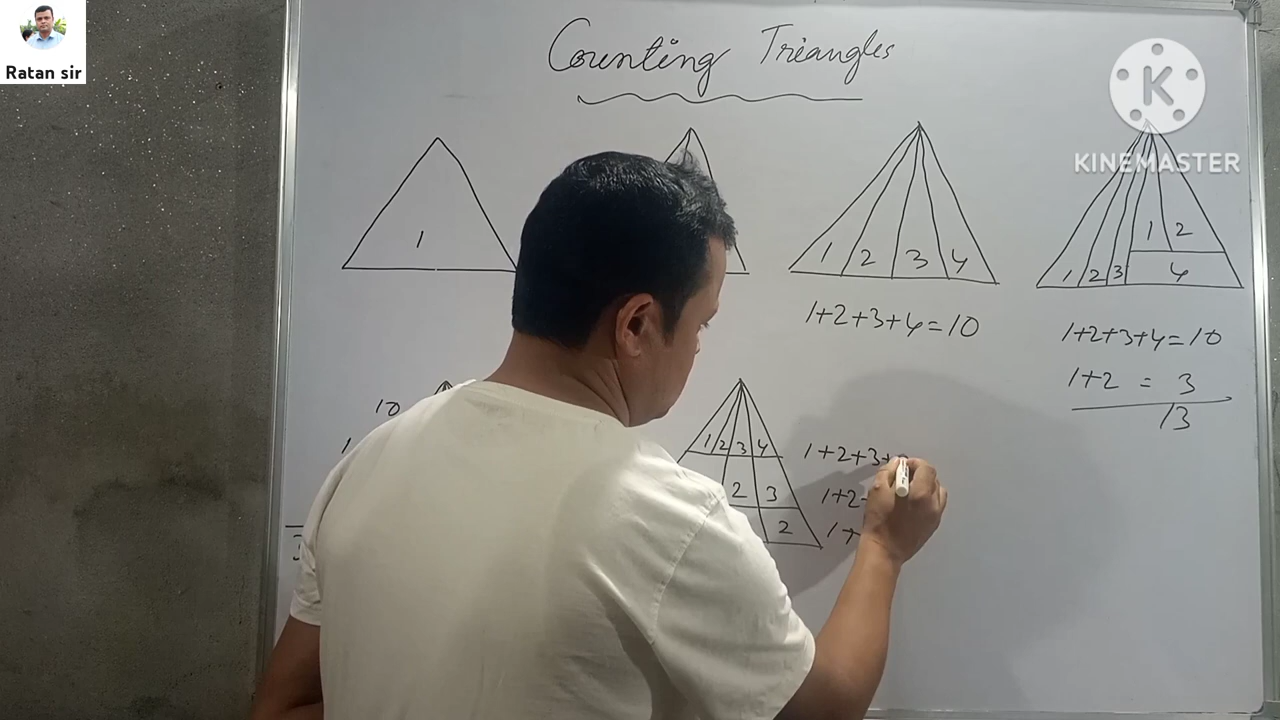 Ratan sir
Counting Triangles
KINEMASTER
1
1 2 3 4
1 2 3 1 2
4
1+2+3+4=10
1+2+3+4=10
1+2 = 3
13
10
1 2 3 4
2 3
2
1+2+3+
1+2
1+